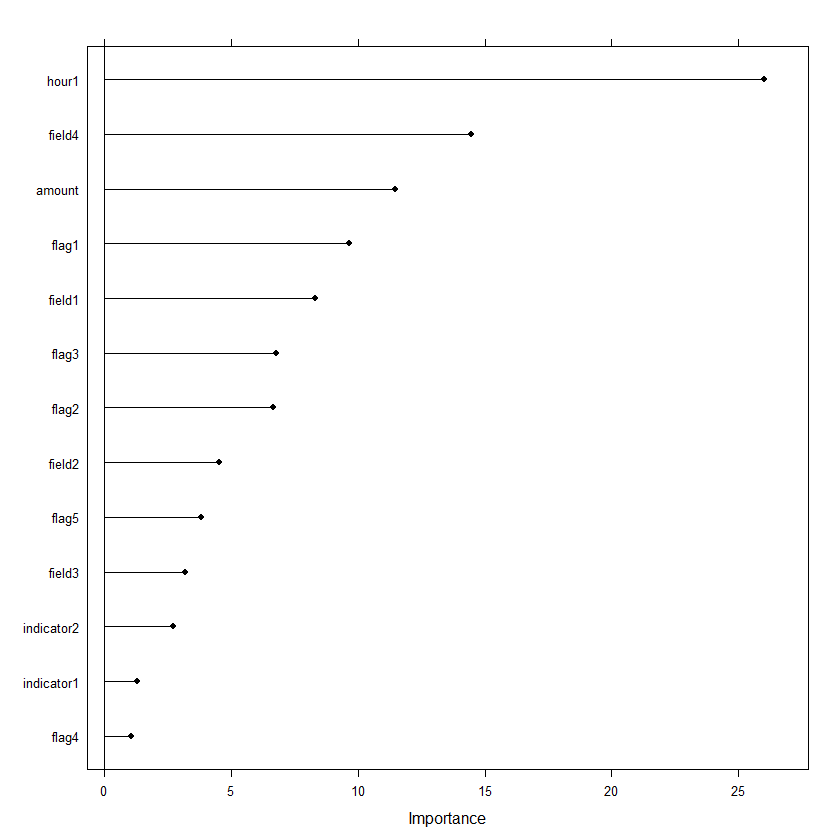 hour1
field4
amount
flag1
field1
flag3
flag2
field2
flag5
field3
indicator2
indicator1
flag4
0 5 10 15 20 25
Importance